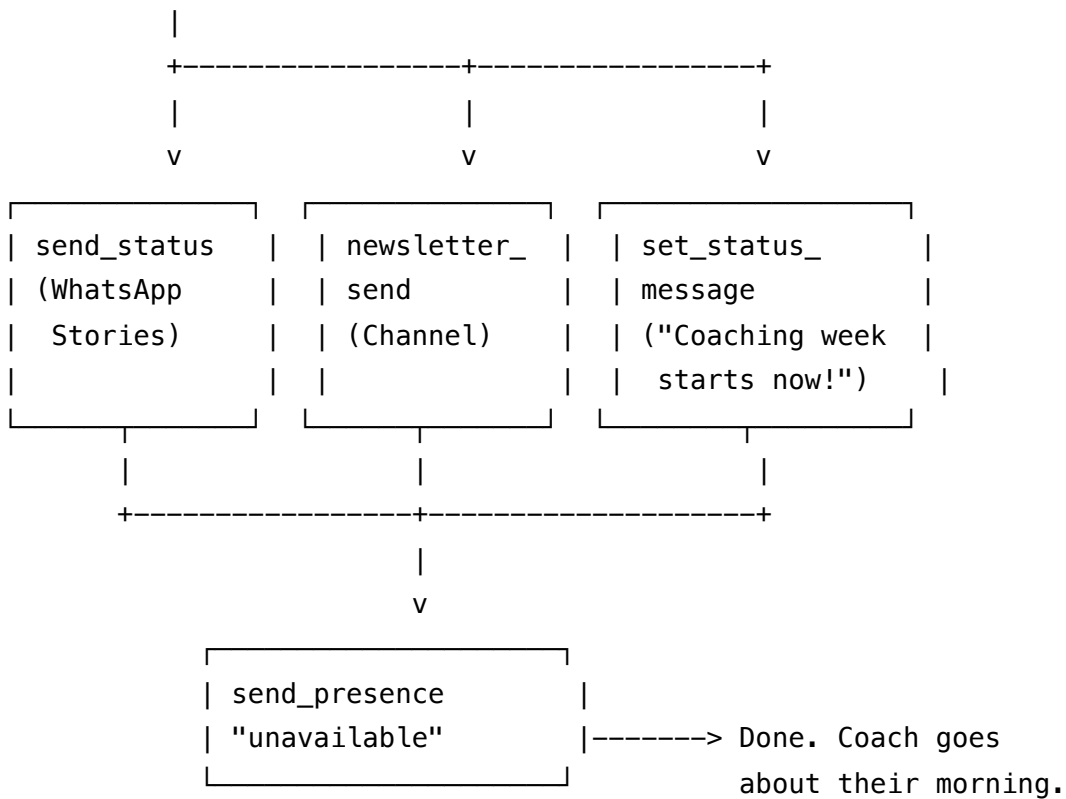 send_status newsletter_ set_status_
(WhatsApp send message
Stories) (Channel) ("Coaching week
starts now!")
send_presence
"unavailable" -------> Done. Coach goes
about their morning.